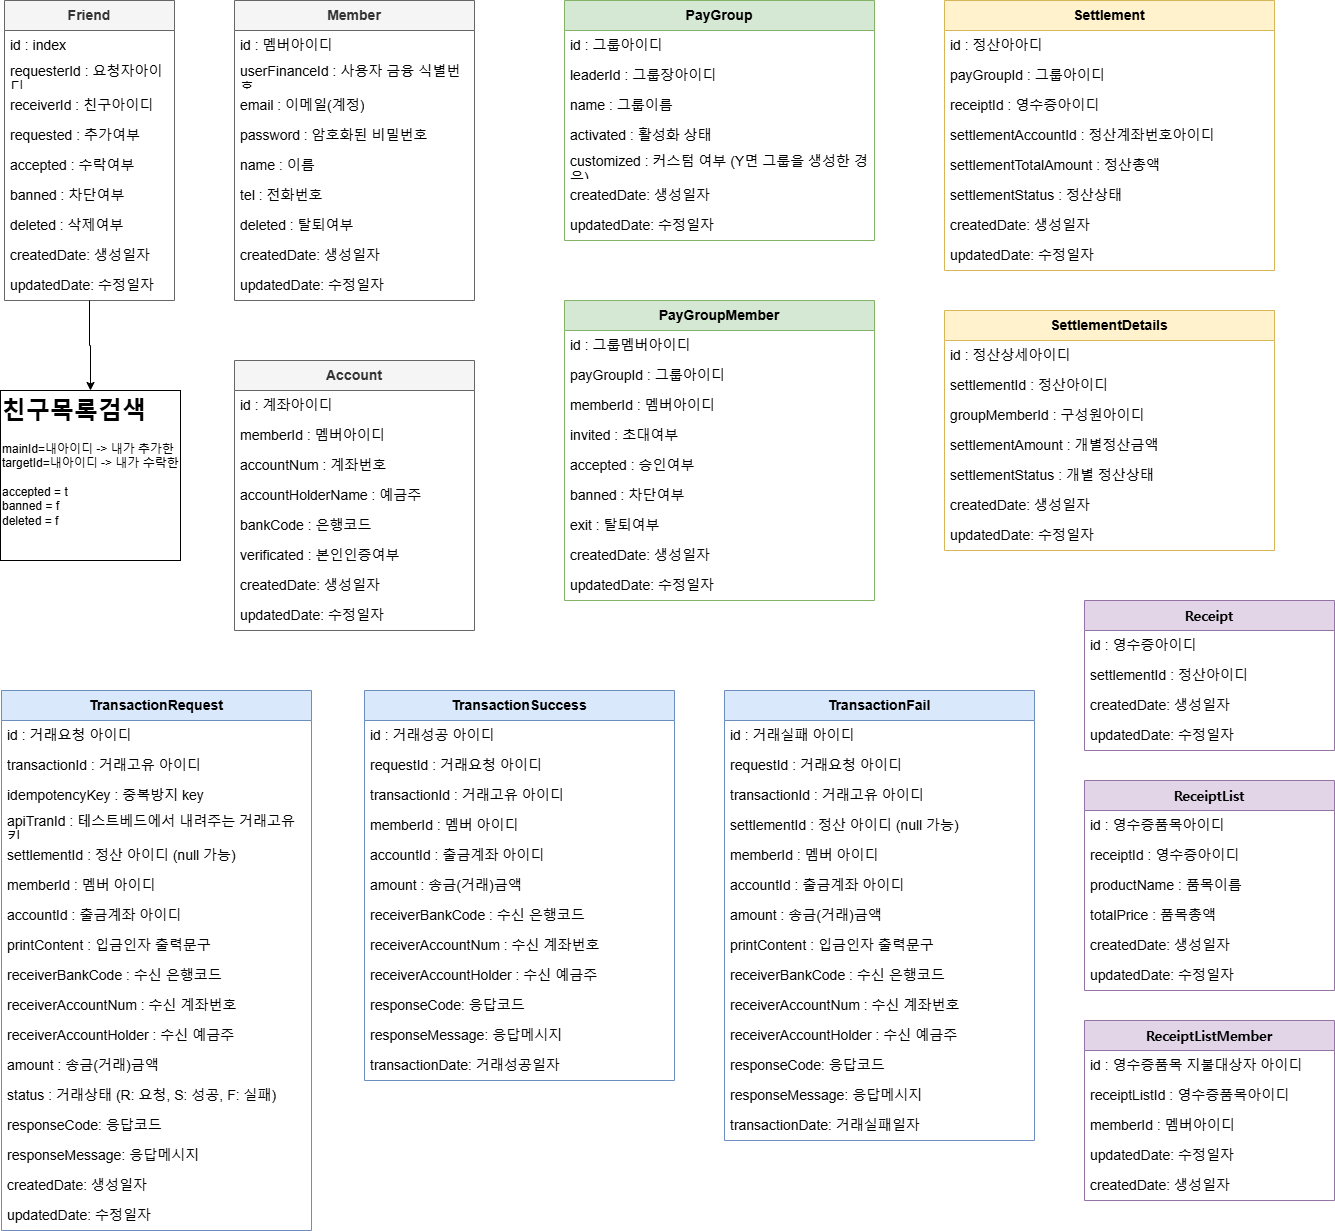 Friend
id : index
requesterId : 요청자아이
디
receiverId : 친구아이디
requested : 추가여부
accepted : 수락여부
banned : 차단여부
deleted : 삭제여부
createdDate: 생성일자
updatedDate: 수정일자
친구목록검색
mainId=내아이디 -> 내가 추가한
targetId=내아이디 -> 내가 수락한
accepted = t
banned = f
deleted = f
Member
id : 멤버아이디
userFinanceId : 사용자 금융 식별번
호
email : 이메일(계정)
password : 암호화된 비밀번호
name : 이름
tel : 전화번호
deleted : 탈퇴여부
createdDate: 생성일자
updatedDate: 수정일자
Account
id : 계좌아이디
memberId : 멤버아이디
accountNum : 계좌번호
accountHolderName : 예금주
bankCode : 은행코드
verificated : 본인인증여부
createdDate: 생성일자
updatedDate: 수정일자
PayGroup
id : 그룹아이디
leaderId : 그룹장아이디
name : 그룹이름
activated : 활성화 상태
customized : 커스텀 여부 (Y면 그룹을 생성한 경
우)
createdDate: 생성일자
updatedDate: 수정일자
PayGroupMember
id : 그룹멤버아이디
payGroupId : 그룹아이디
memberId : 멤버아이디
invited : 초대여부
accepted : 승인여부
banned : 차단여부
exit : 탈퇴여부
createdDate: 생성일자
updatedDate: 수정일자
Settlement
id : 정산아아디
payGroupId : 그룹아이디
receiptId : 영수증아이디
settlementAccountId : 정산계좌번호아이디
settlementTotalAmount : 정산총액
settlementStatus : 정산상태
createdDate: 생성일자
updatedDate: 수정일자
SettlementDetails
id : 정산상세아이디
settlementId : 정산아이디
groupMemberId : 구성원아이디
settlementAmount : 개별정산금액
settlementStatus : 개별 정산상태
createdDate: 생성일자
updatedDate: 수정일자
TransactionRequest
id : 거래요청 아이디
transactionId : 거래고유 아이디
idempotencyKey : 중복방지 key
apiTranId : 테스트베드에서 내려주는 거래고유
키
settlementId : 정산 아이디 (null 가능)
memberId : 멤버 아이디
accountId : 출금계좌 아이디
printContent : 입금인자 출력문구
receiverBankCode : 수신 은행코드
receiverAccountNum : 수신 계좌번호
receiverAccountHolder : 수신 예금주
amount : 송금(거래)금액
status : 거래상태 (R: 요청, S: 성공, F: 실패)
responseCode: 응답코드
responseMessage: 응답메시지
createdDate: 생성일자
updatedDate: 수정일자
TransactionSuccess
id : 거래성공 아이디
requestId : 거래요청 아이디
transactionId : 거래고유 아이디
memberId : 멤버 아이디
accountId : 출금계좌 아이디
amount : 송금(거래)금액
receiverBankCode : 수신 은행코드
receiverAccountNum : 수신 계좌번호
receiverAccountHolder : 수신 예금주
responseCode: 응답코드
responseMessage: 응답메시지
transactionDate: 거래성공일자
TransactionFail
id : 거래실패 아이디
requestId : 거래요청 아이디
transactionId : 거래고유 아이디
settlementId : 정산 아이디 (null 가능)
memberId : 멤버 아이디
accountId : 출금계좌 아이디
amount : 송금(거래)금액
printContent : 입금인자 출력문구
receiverBankCode : 수신 은행코드
receiverAccountNum : 수신 계좌번호
receiverAccountHolder : 수신 예금주
responseCode: 응답코드
responseMessage: 응답메시지
transactionDate: 거래실패일자
Receipt
id : 영수증아이디
settlementId : 정산아이디
createdDate: 생성일자
updatedDate: 수정일자
ReceiptList
id : 영수증품목아이디
receiptId : 영수증아이디
productName : 품목이름
totalPrice : 품목총액
createdDate: 생성일자
updatedDate: 수정일자
ReceiptListMember
id : 영수증품목 지불대상자 아이디
receiptListId : 영수증품목아이디
memberId : 멤버아이디
updatedDate: 수정일자
createdDate: 생성일자